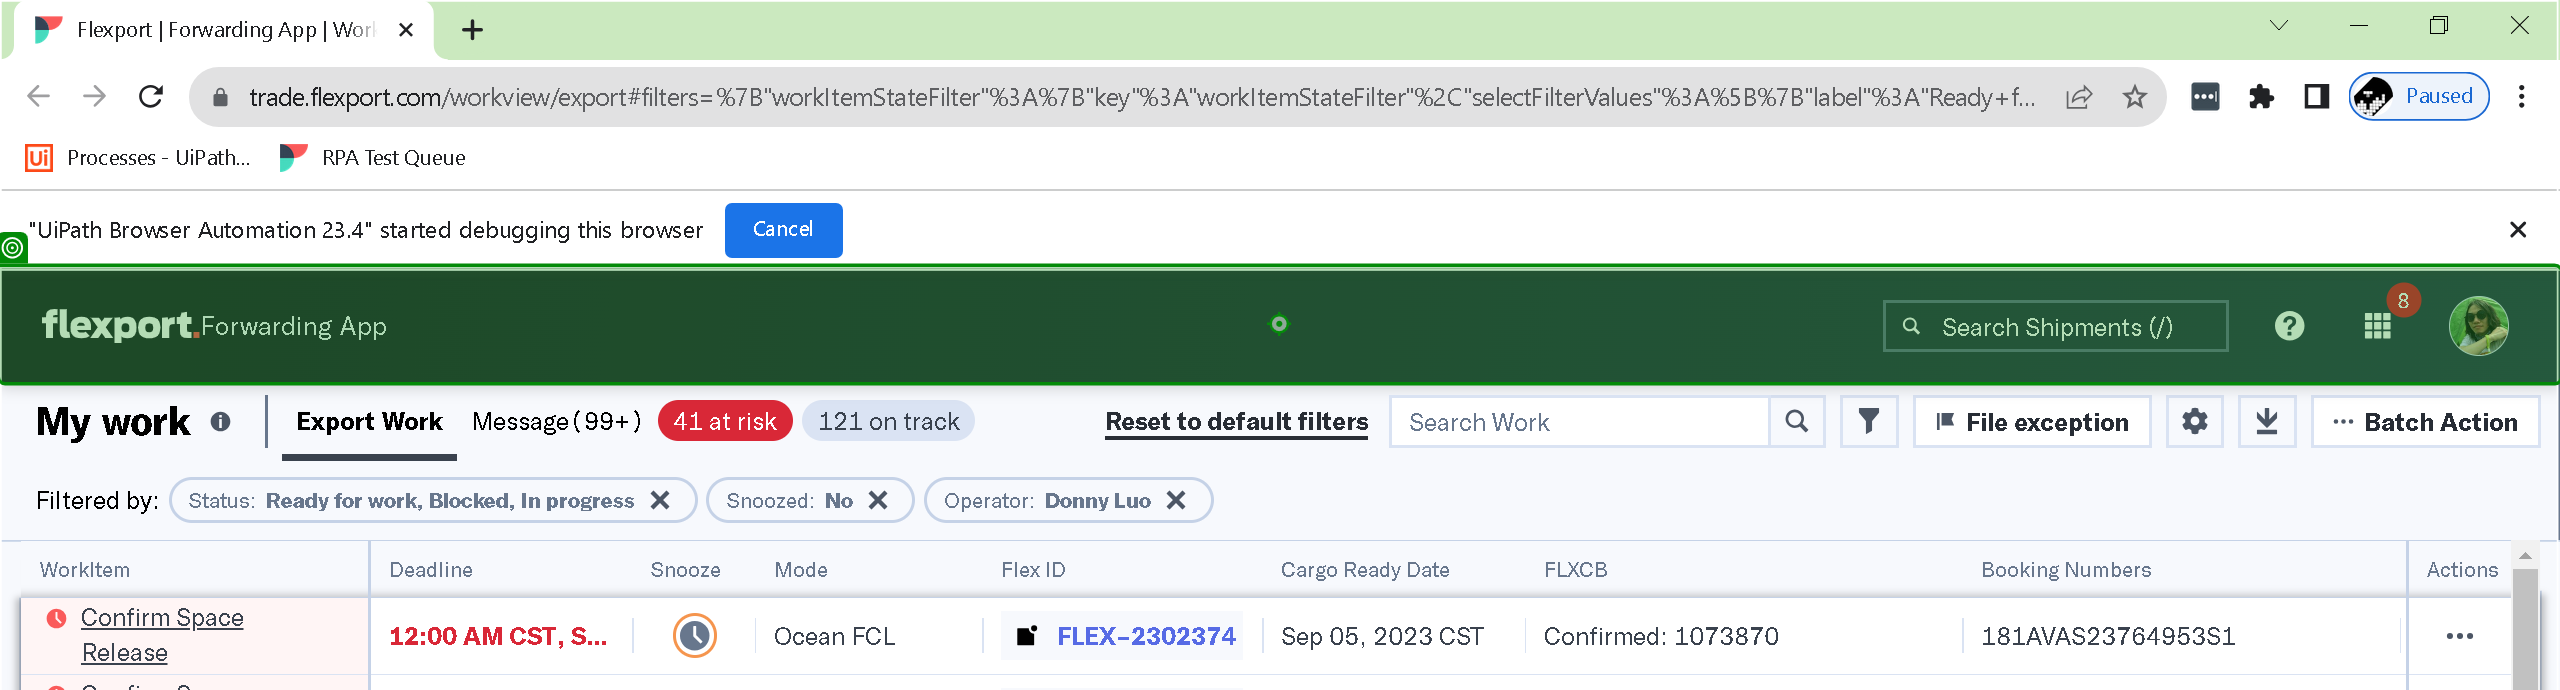 Flexport | Forwarding App | Work
trade.flexport.com/workview/export#filters=%7B"workItemStateFilter"%3A%7B"key"%3A"workItemStateFilter"%2C"selectFilterValues"%3A%5B%7B"label"%3A"Ready+f...
Paused
Ui Processes - UiPath...
RPA Test Queue
"UiPath Browser Automation 23.4" started debugging this browser
Cancel
flexport. Forwarding App
Search Shipments (/)
?
8
My work
Export Work
Message(99+)
41 at risk
121 on track
Reset to default filters
Search Work
File exception
··· Batch Action
Filtered by:
Status: Ready for work, Blocked, In progress
Snoozed: No
Operator: Donny Luo
WorkItem Deadline Snooze Mode Flex ID Cargo Ready Date FLXCB Booking Numbers Actions
Confirm Space
Release
12:00 AM CST, S...
Ocean FCL
FLEX-2302374
Sep 05, 2023 CST
Confirmed: 1073870
181AVAS23764953S1
···